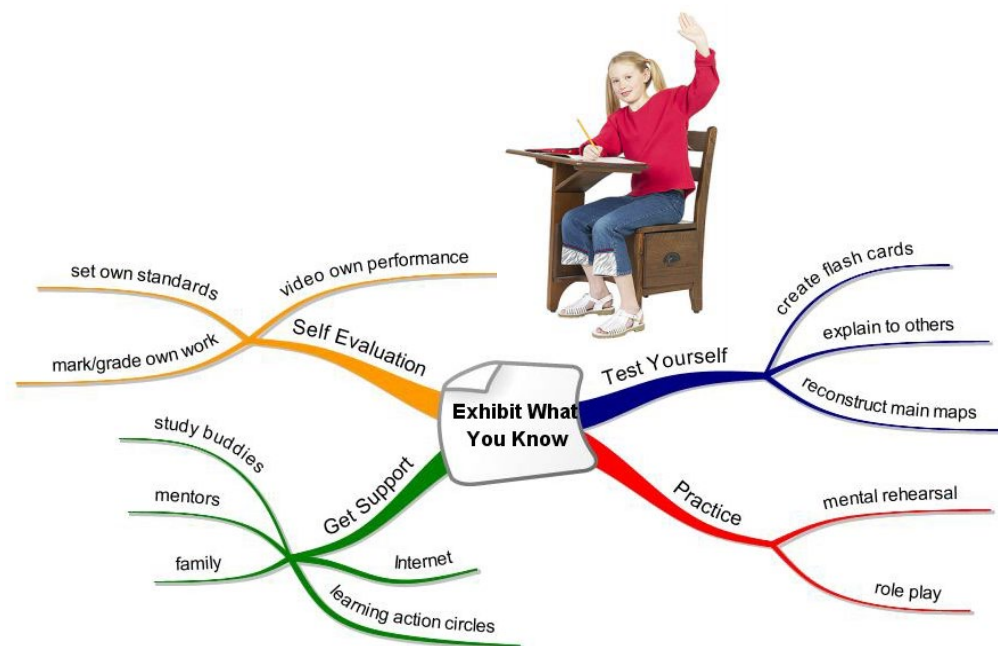 Exhibit What
You Know
Test Yourself
create flash cards
explain to others
reconstruct main maps
Practice
mental rehearsal
role play
Get Support
Internet
learning action circles
family
mentors
study buddies
Self Evaluation
mark/grade own work
set own standards
video own performance